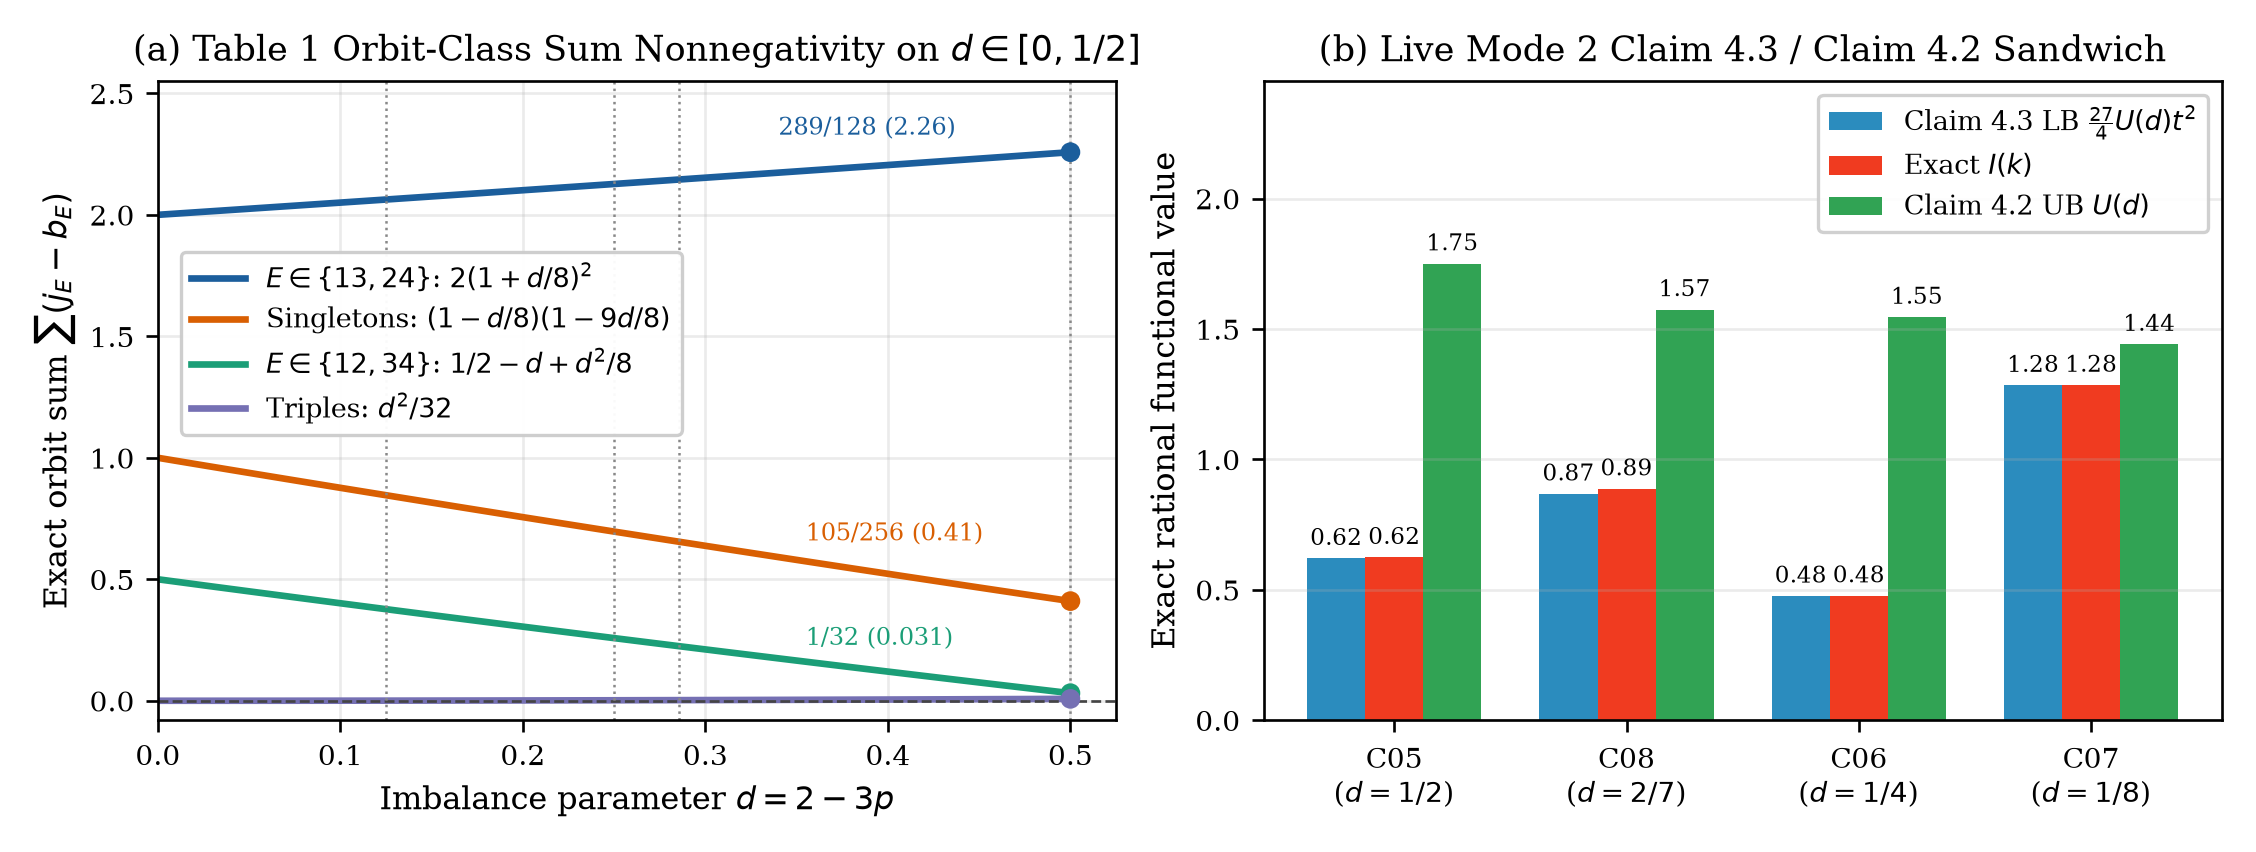 (a) Table 1 Orbit-Class Sum Nonnegativity on d ∈ [0, 1/2]
Exact orbit sum ∑(j_E − b_E)
2.5
2.0
1.5
1.0
0.5
0.0
289/128 (2.26)
E ∈ {13, 24}: 2(1 + d/8)²
Singletons: (1 − d/8)(1 − 9d/8)
E ∈ {12, 34}: 1/2 − d + d²/8
Triples: d²/32
105/256 (0.41)
1/32 (0.031)
0.0 0.1 0.2 0.3 0.4 0.5
Imbalance parameter d = 2 − 3p
(b) Live Mode 2 Claim 4.3 / Claim 4.2 Sandwich
Exact rational functional value
2.0
1.5
1.0
0.5
0.0
Claim 4.3 LB 27/4 U(d)t²
Exact I(k)
Claim 4.2 UB U(d)
0.62 0.62 1.75
0.87 0.89 1.57
0.48 0.48 1.55
1.28 1.28 1.44
C05 C08 C06 C07
(d = 1/2) (d = 2/7) (d = 1/4) (d = 1/8)